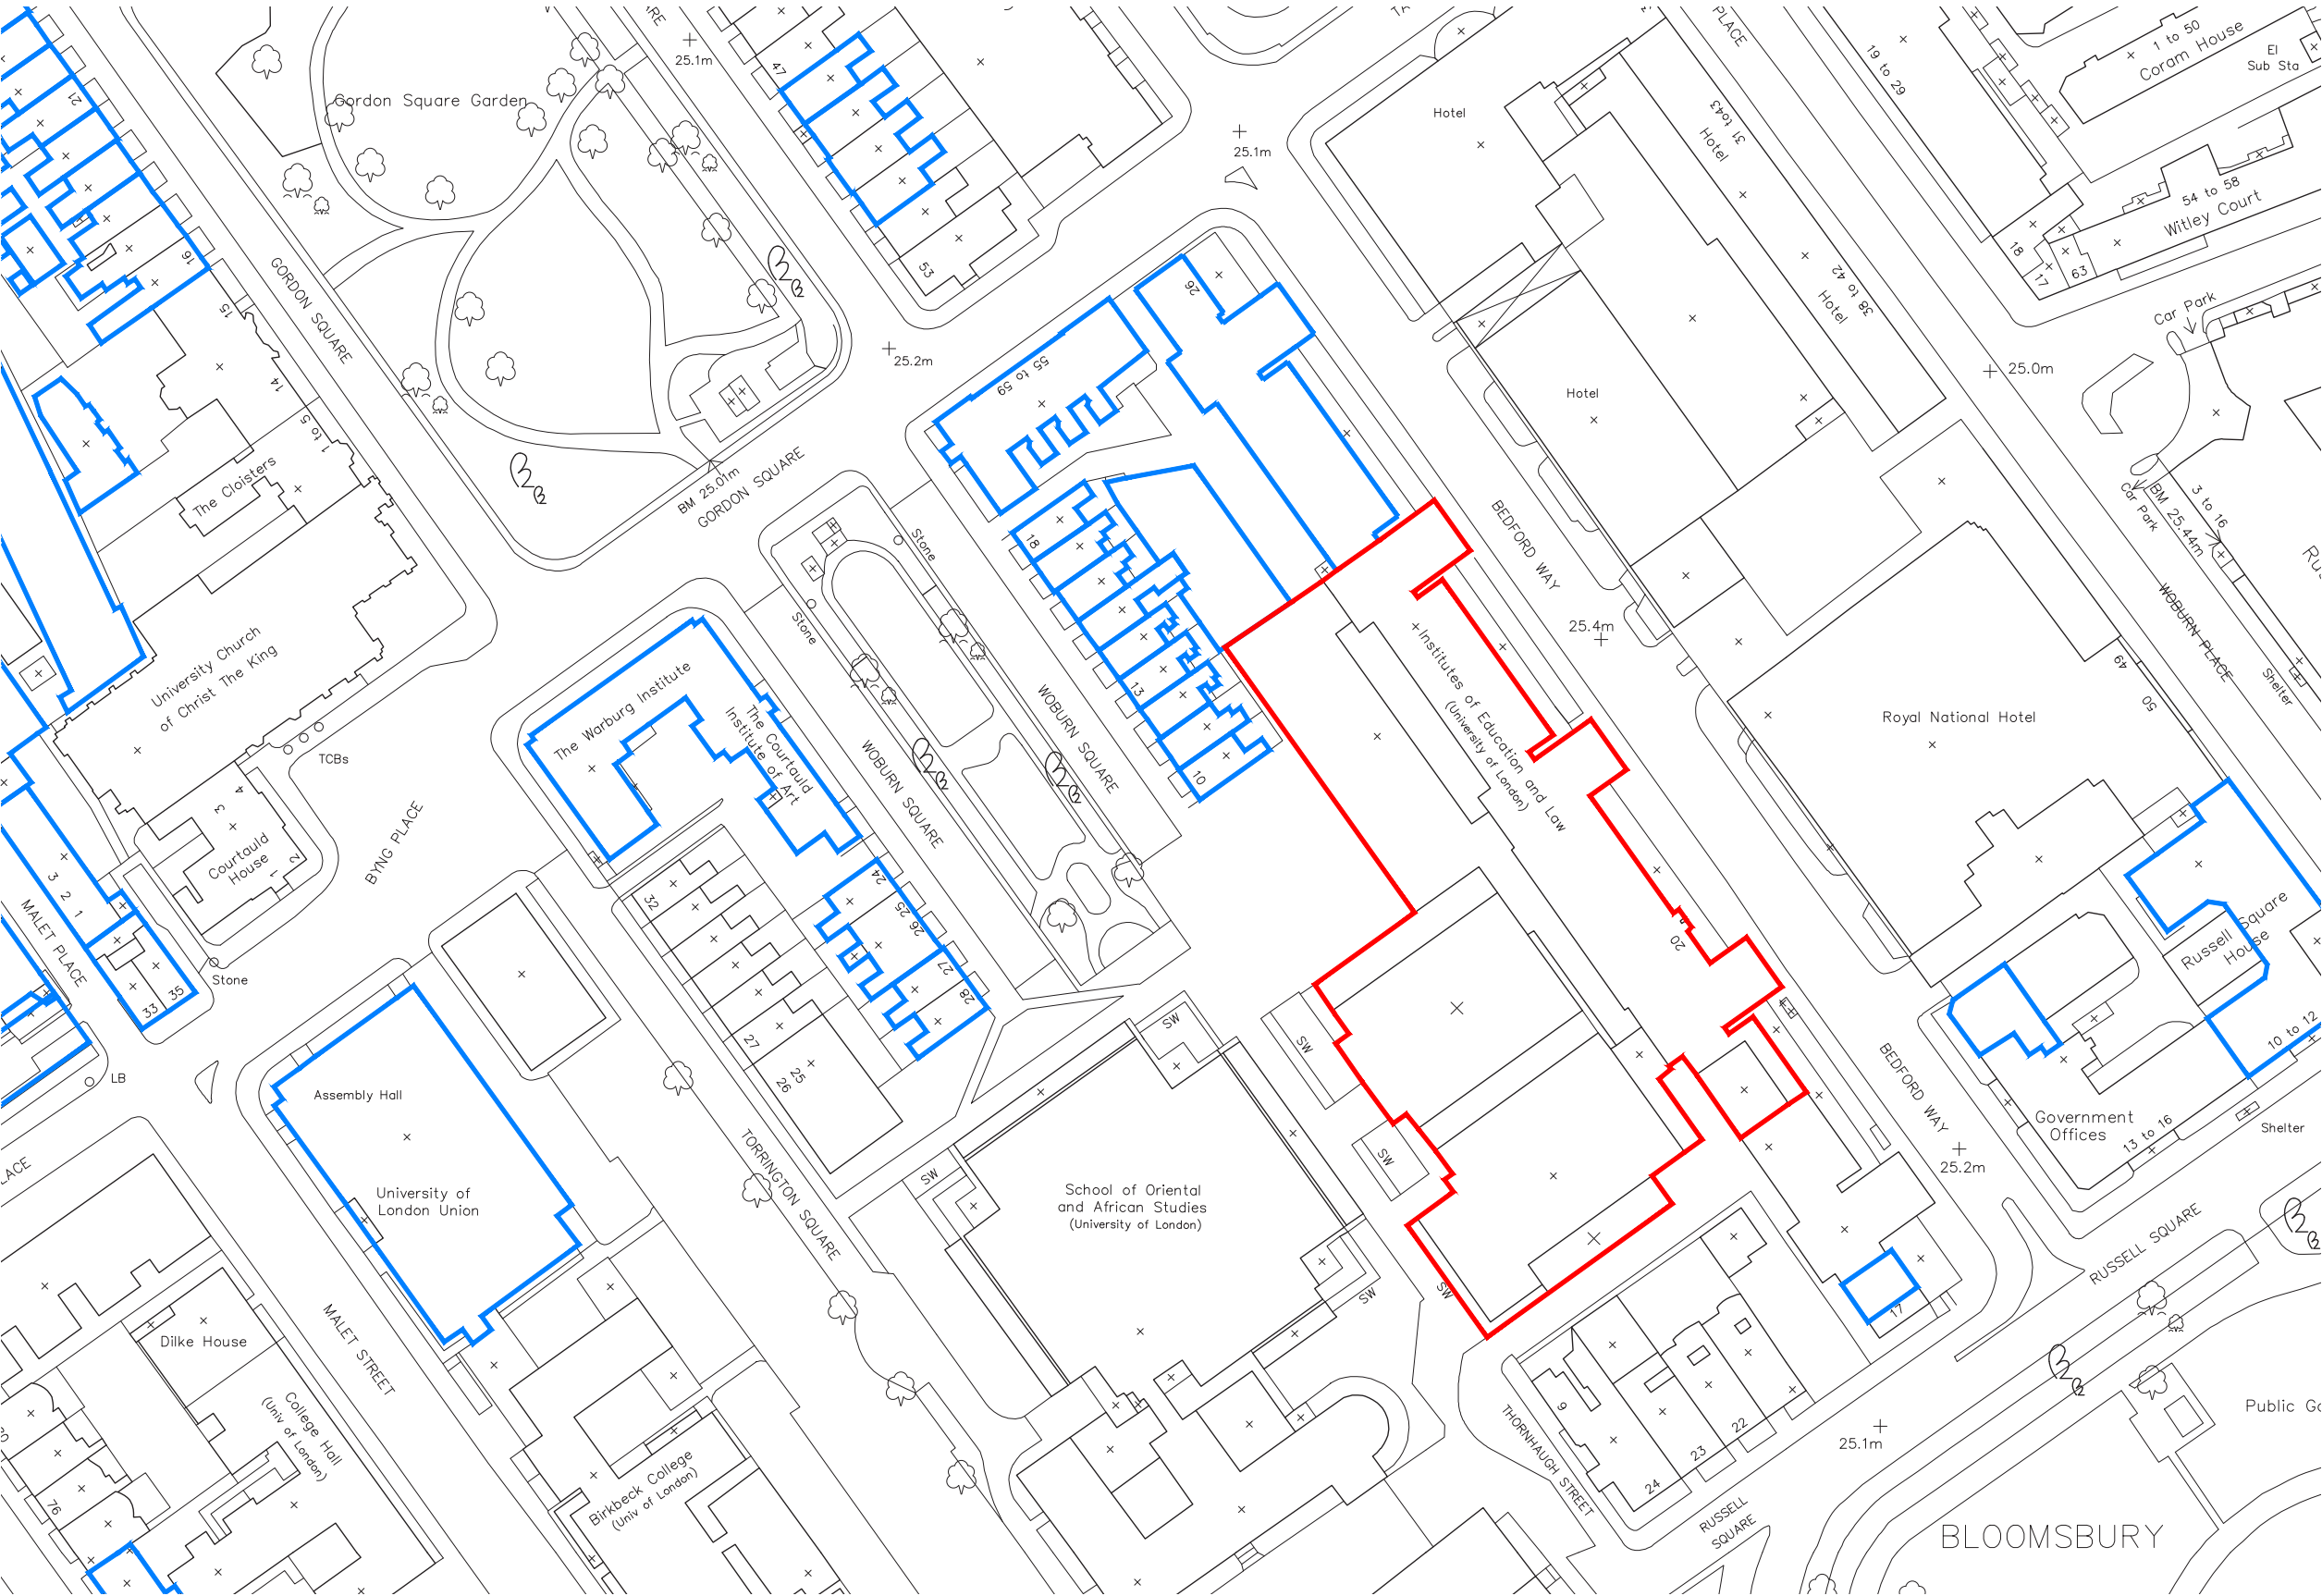 47
25.1m
21
Gordon Square Garden
16
15
GORDON SQUARE
14
1 to 5
The Cloisters
University Church
of Christ The King
TCBs
4
3
2
1
Courtauld
House
BYNG PLACE
3 2 1
MALET PLACE
33
35
Stone
LB
53
25.2m
BM 25.01m
GORDON SQUARE
25.1m
Hotel
PLACE
31 to43
Hotel
38 to 42
Hotel
Hotel
19 to 29
1 to 50
Coram House
El
Sub Sta
54 to 58
Witley Court
18
17
63
Car Park
25.0m
Car Park
BM 25.44m
3 to 16
WOBURN PLACE
Shelter
49
50
26
55 to 59
18
13
10
Stone
Stone
WOBURN SQUARE
WOBURN SQUARE
The Warburg Institute
The Courtauld
Institute of Art
24
25
26
27
28
32
27
25
26
BEDFORD WAY
25.4m
Institutes of Education and Law
(University of London)
20
Royal National Hotel
Russell Square
House
10 to 12
Government
Offices
13 to 16
Shelter
BEDFORD WAY
25.2m
17
RUSSELL SQUARE
Assembly Hall
University of
London Union
TORRINGTON SQUARE
MALET STREET
Dilke House
College Hall
(Univ of London)
76
Birkbeck College
(Univ of London)
SW
SW
SW
SW
SW
SW
School of Oriental
and African Studies
(University of London)
THORNHAUGH STREET
9
24
23
22
RUSSELL
SQUARE
25.1m
BLOOMSBURY